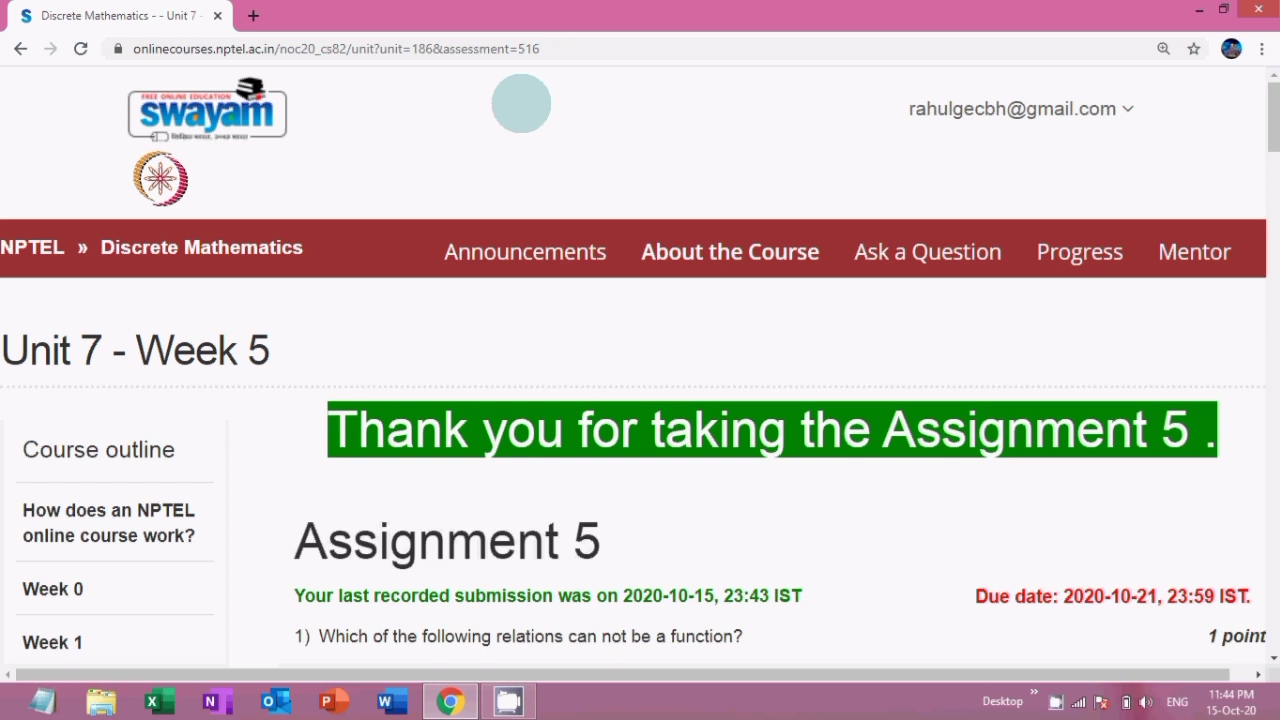 Discrete Mathematics - - Unit 7 -
onlinecourses.nptel.ac.in/noc20_cs82/unit?unit=186&assessment=516
FREE ONLINE EDUCATION
swayam
rahulgecbh@gmail.com
NPTEL » Discrete Mathematics
Announcements
About the Course
Ask a Question
Progress
Mentor
Unit 7 - Week 5
Thank you for taking the Assignment 5 .
Course outline
How does an NPTEL
online course work?
Week 0
Week 1
Assignment 5
Your last recorded submission was on 2020-10-15, 23:43 IST
Due date: 2020-10-21, 23:59 IST.
1) Which of the following relations can not be a function?
1 point
Desktop
ENG
11:44 PM
15-Oct-20